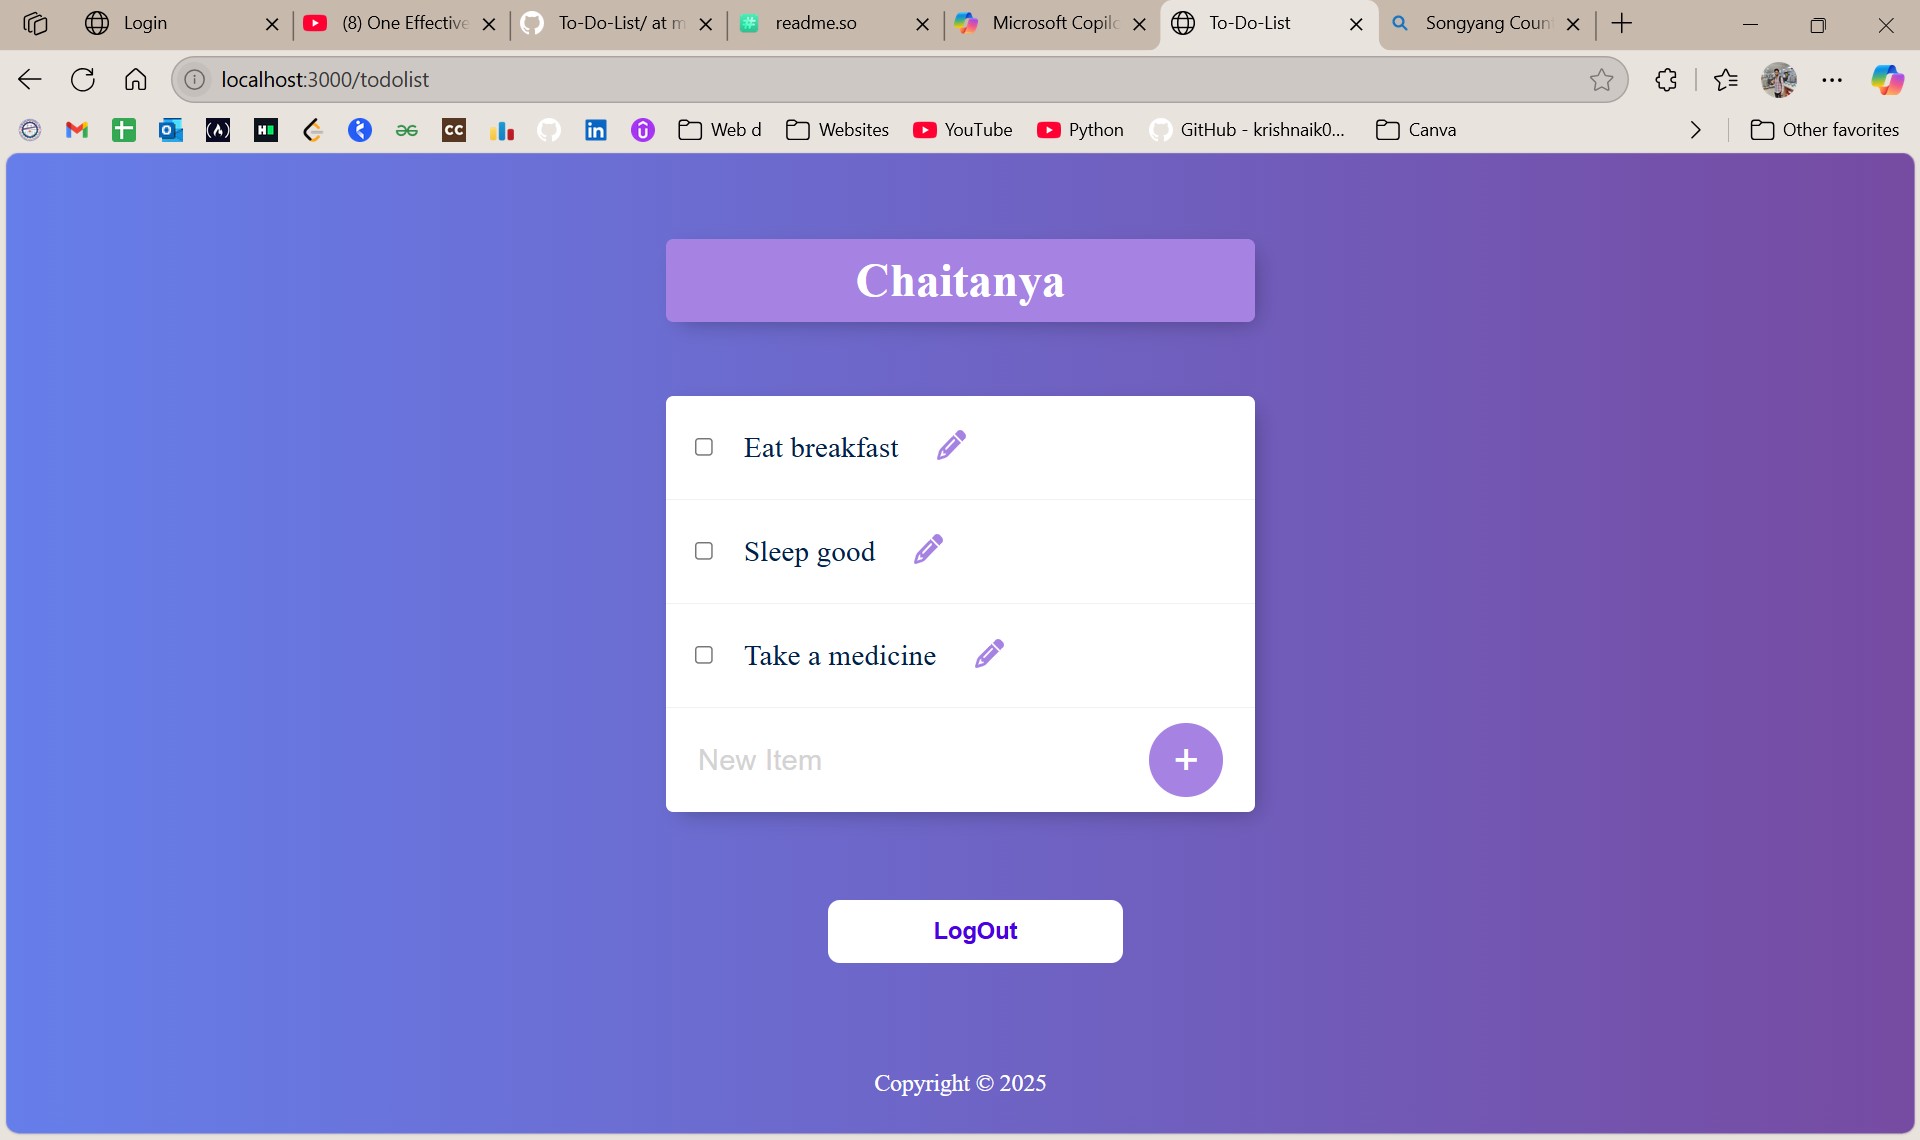 Login
(8) One Effective
To-Do-List/ at m
readme.so
Microsoft Copilo
To-Do-List
Songyang Coun
localhost:3000/todolist
Web d
Websites
YouTube
Python
GitHub - krishnaik0...
Canva
Other favorites
Chaitanya
Eat breakfast
Sleep good
Take a medicine
New Item
+
LogOut
Copyright © 2025